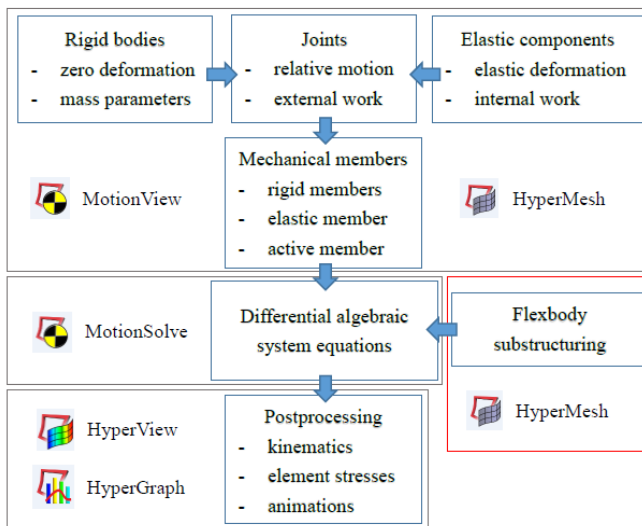 Rigid bodies
- zero deformation
- mass parameters
Joints
- relative motion
- external work
Elastic components
- elastic deformation
- internal work
Mechanical members
- rigid members
- elastic member
- active member
MotionView
HyperMesh
MotionSolve
Differential algebraic
system equations
Flexbody
substructuring
HyperMesh
HyperView
HyperGraph
Postprocessing
- kinematics
- element stresses
- animations